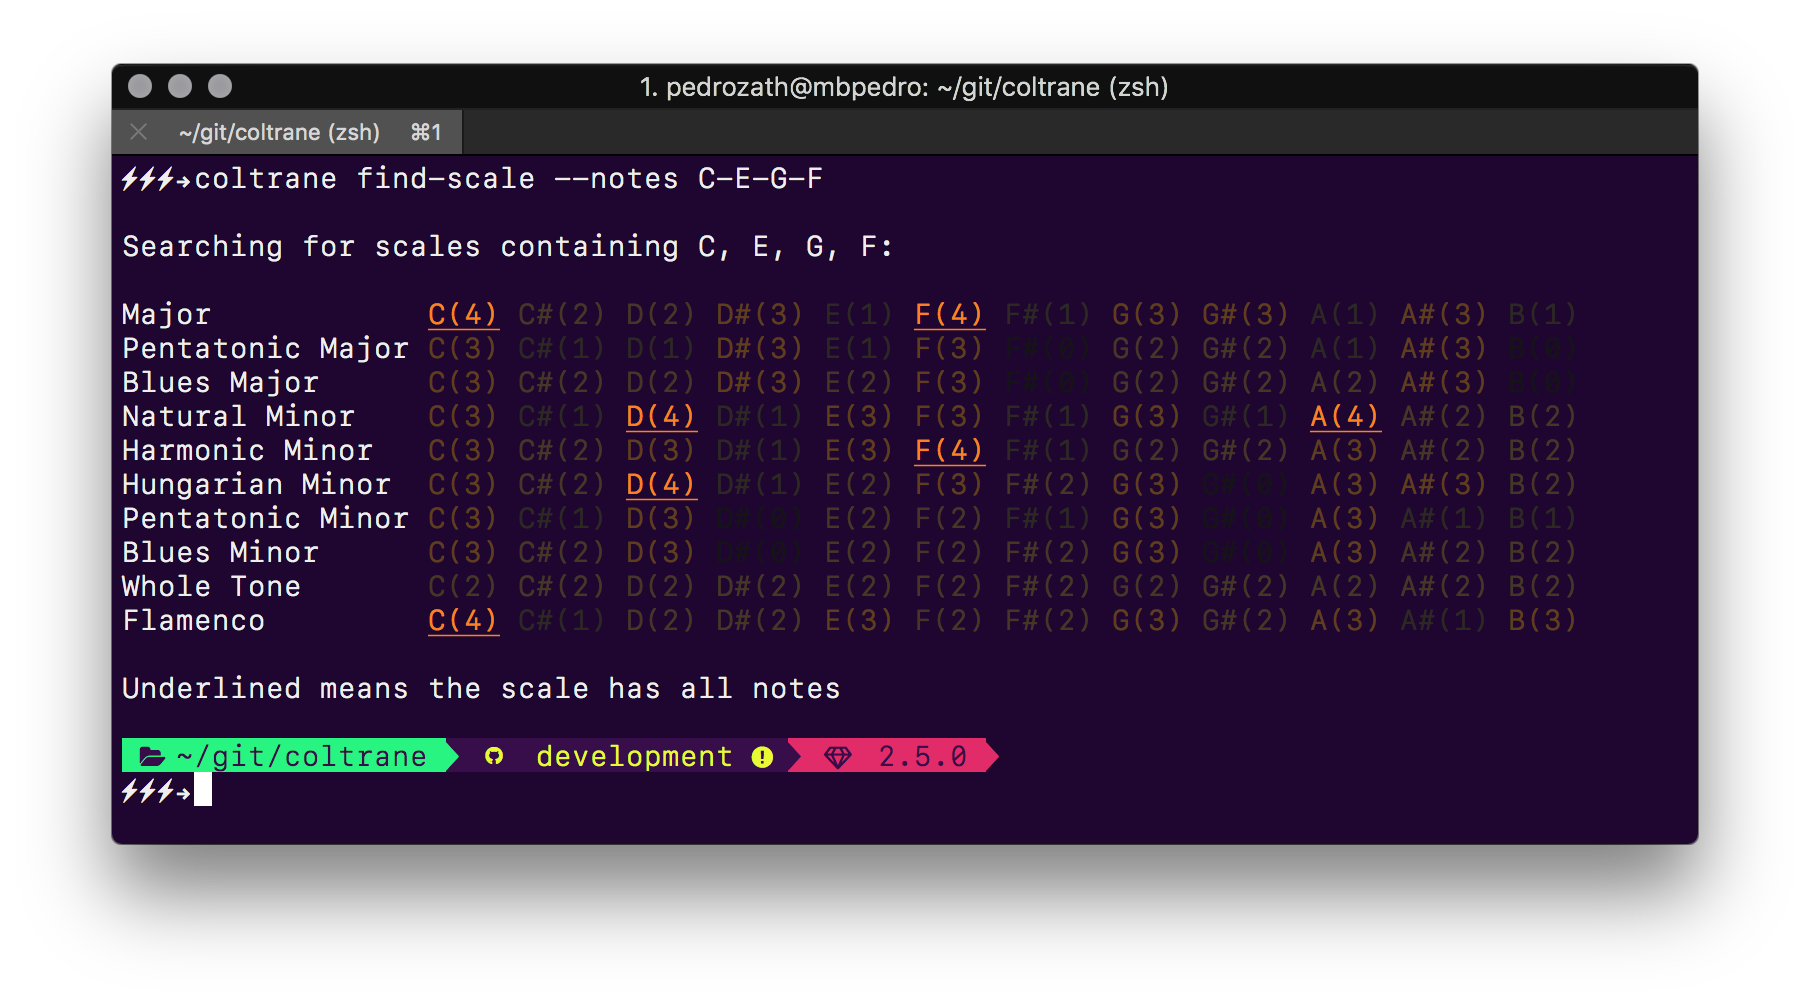 1. pedrozath@mbpedro: ~/git/coltrane (zsh)
~/git/coltrane (zsh) ⌘1
⚡⚡⚡➜coltrane find-scale --notes C-E-G-F
Searching for scales containing C, E, G, F:
Major C(4) C#(2) D(2) D#(3) E(1) F(4) F#(1) G(3) G#(3) A(1) A#(3) B(1)
Pentatonic Major C(3) C#(1) D(1) D#(3) E(1) F(3) F#(0) G(2) G#(2) A(1) A#(3) B(0)
Blues Major C(3) C#(2) D(2) D#(3) E(2) F(3) F#(0) G(2) G#(2) A(2) A#(3) B(0)
Natural Minor C(3) C#(1) D(4) D#(1) E(3) F(3) F#(1) G(3) G#(1) A(4) A#(2) B(2)
Harmonic Minor C(3) C#(2) D(3) D#(1) E(3) F(4) F#(1) G(2) G#(2) A(3) A#(2) B(2)
Hungarian Minor C(3) C#(2) D(4) D#(1) E(2) F(3) F#(2) G(3) G#(0) A(3) A#(3) B(2)
Pentatonic Minor C(3) C#(1) D(3) D#(0) E(2) F(2) F#(1) G(3) G#(0) A(3) A#(1) B(1)
Blues Minor C(3) C#(2) D(3) D#(0) E(2) F(2) F#(2) G(3) G#(0) A(3) A#(2) B(2)
Whole Tone C(2) C#(2) D(2) D#(2) E(2) F(2) F#(2) G(2) G#(2) A(2) A#(2) B(2)
Flamenco C(4) C#(1) D(2) D#(2) E(3) F(2) F#(2) G(3) G#(2) A(3) A#(1) B(3)
Underlined means the scale has all notes
~/git/coltrane development 2.5.0
⚡⚡⚡➜